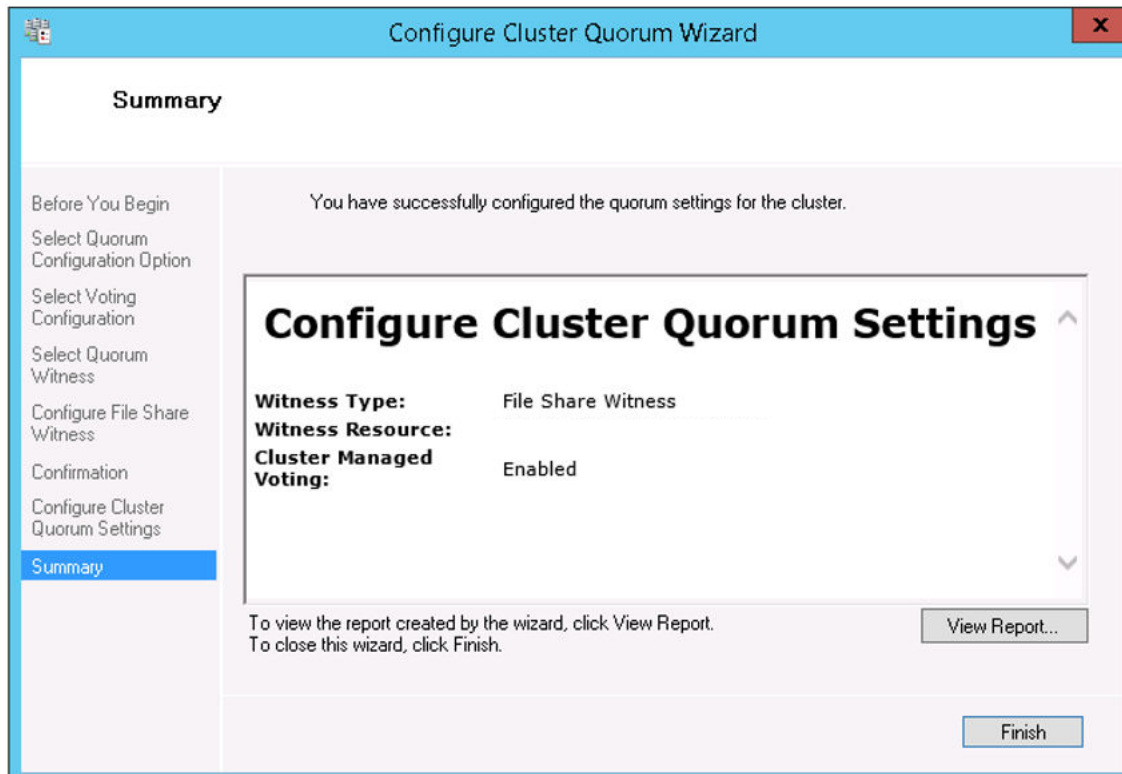 Configure Cluster Quorum Wizard
x
Summary
Before You Begin
Select Quorum
Configuration Option
Select Voting
Configuration
Select Quorum
Witness
Configure File Share
Witness
Confirmation
Configure Cluster
Quorum Settings
Summary
You have successfully configured the quorum settings for the cluster.
Configure Cluster Quorum Settings
Witness Type: File Share Witness
Witness Resource:
Cluster Managed
Voting: Enabled
To view the report created by the wizard, click View Report.
To close this wizard, click Finish.
View Report...
Finish